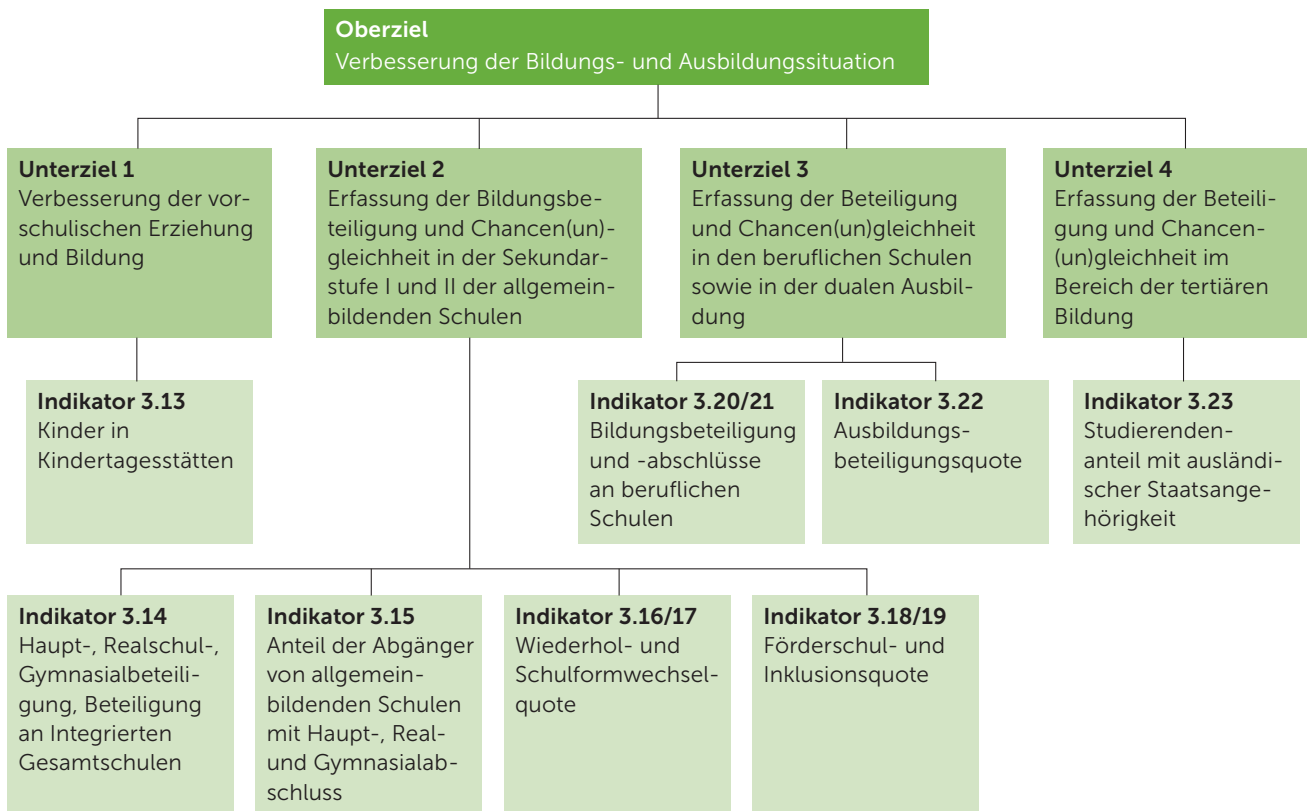 Oberziel
Verbesserung der Bildungs- und Ausbildungssituation
Unterziel 1
Verbesserung der vor-
schulischen Erziehung
und Bildung
Unterziel 2
Erfassung der Bildungsbe-
teiligung und Chancen(un)-
gleichheit in der Sekundar-
stufe I und II der allgemein-
bildenden Schulen
Unterziel 3
Erfassung der Beteiligung
und Chancen(un)gleichheit
in den beruflichen Schulen
sowie in der dualen Ausbil-
dung
Unterziel 4
Erfassung der Beteili-
gung und Chancen-
(un)gleichheit im
Bereich der tertiären
Bildung
Indikator 3.13
Kinder in
Kindertagesstätten
Indikator 3.20/21
Bildungsbeteiligung
und -abschlüsse
an beruflichen
Schulen
Indikator 3.22
Ausbildungs-
beteiligungsquote
Indikator 3.23
Studierenden-
anteil mit ausländi-
scher Staatsange-
hörigkeit
Indikator 3.14
Haupt-, Realschul-,
Gymnasialbeteili-
gung, Beteiligung
an Integrierten
Gesamtschulen
Indikator 3.15
Anteil der Abgänger
von allgemein-
bildenden Schulen
mit Haupt-, Real-
und Gymnasialab-
schluss
Indikator 3.16/17
Wiederhol- und
Schulformwechsel-
quote
Indikator 3.18/19
Förderschul- und
Inklusionsquote